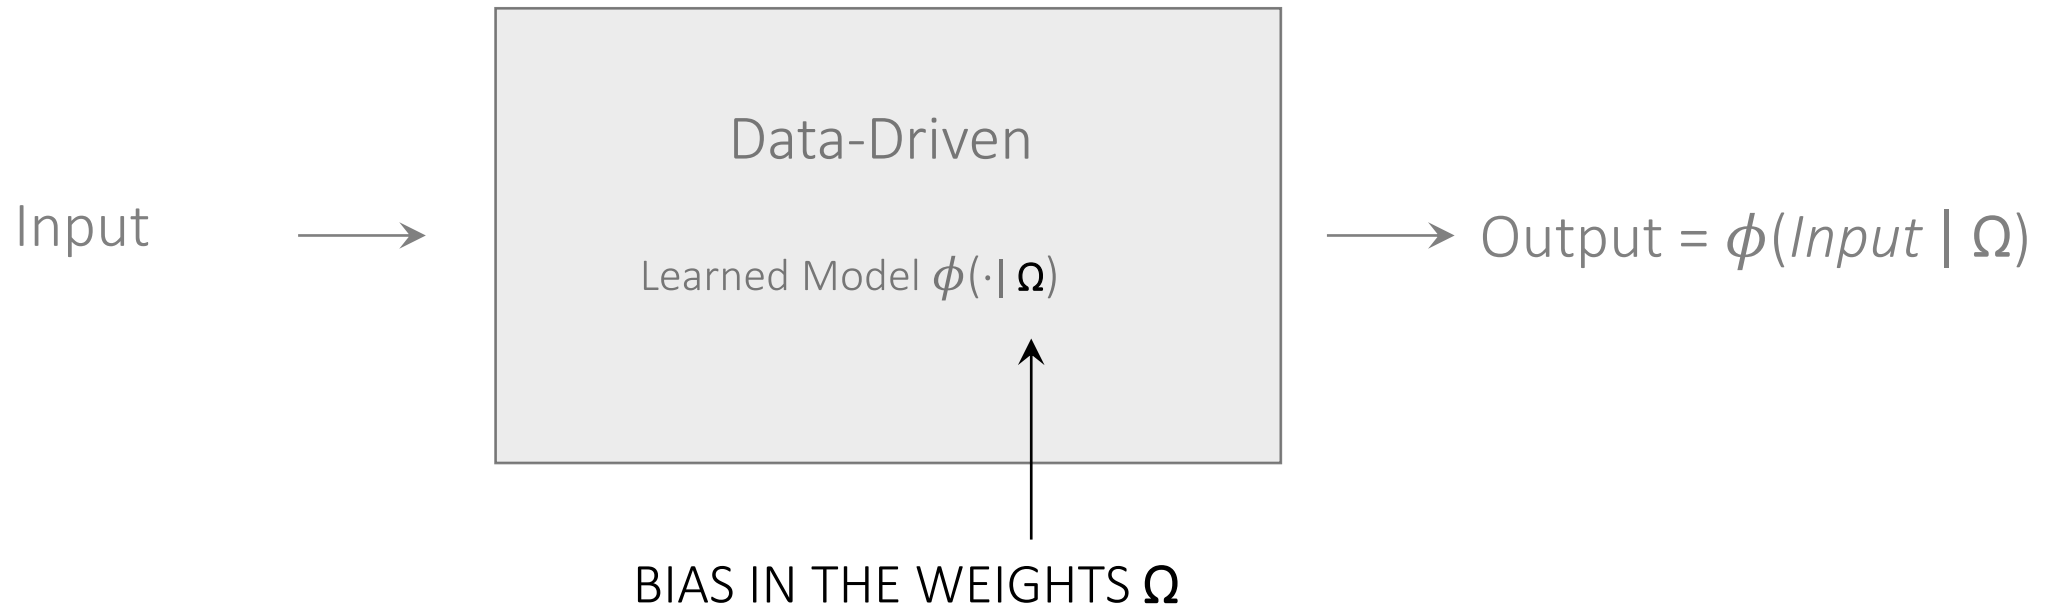 Data-Driven
Input
Learned Model ϕ(·| Ω)
Output = ϕ(Input | Ω)
BIAS IN THE WEIGHTS Ω